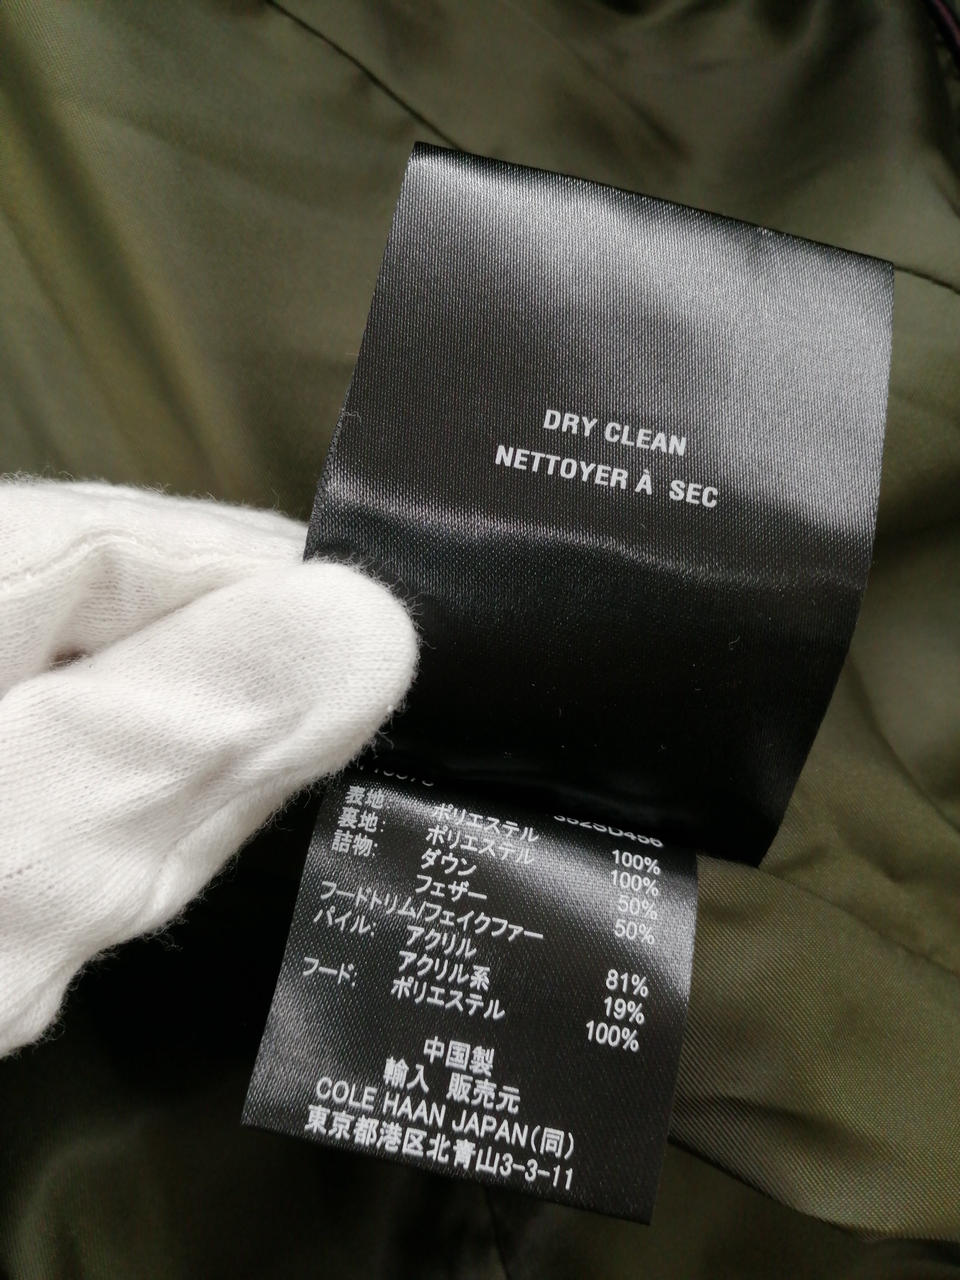 DRY CLEAN
NETTOYER À SEC
表地: ポリエステル 100%
裏地: ポリエステル 100%
詰物: ダウン 50%
フェザー 50%
フードトリム/フェイクファー
パイル: アクリル 81%
アクリル系 19%
フード: ポリエステル 100%
中国製
輸入 販売元
COLE HAAN JAPAN(同)
東京都港区北青山3-3-11